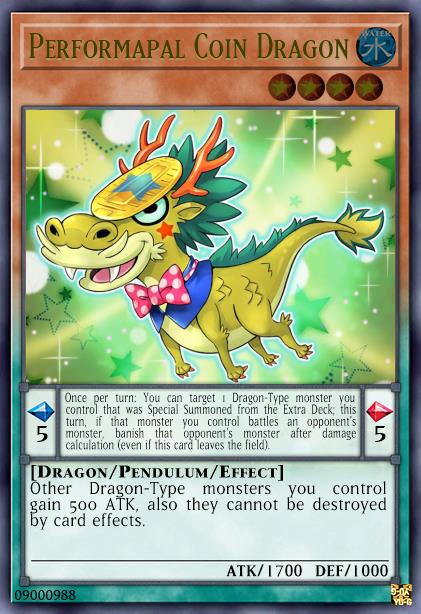 PERFORMAPAL COIN DRAGON
WATER
水
Once per turn: You can target 1 Dragon-Type monster you
control that was Special Summoned from the Extra Deck; this
turn, if that monster you control battles an opponent's
monster, banish that opponent's monster after damage
calculation (even if this card leaves the field).
5
5
[DRAGON/PENDULUM/EFFECT]
Other Dragon-Type monsters you control
gain 500 ATK, also they cannot be destroyed
by card effects.
ATK/1700 DEF/1000
09000988